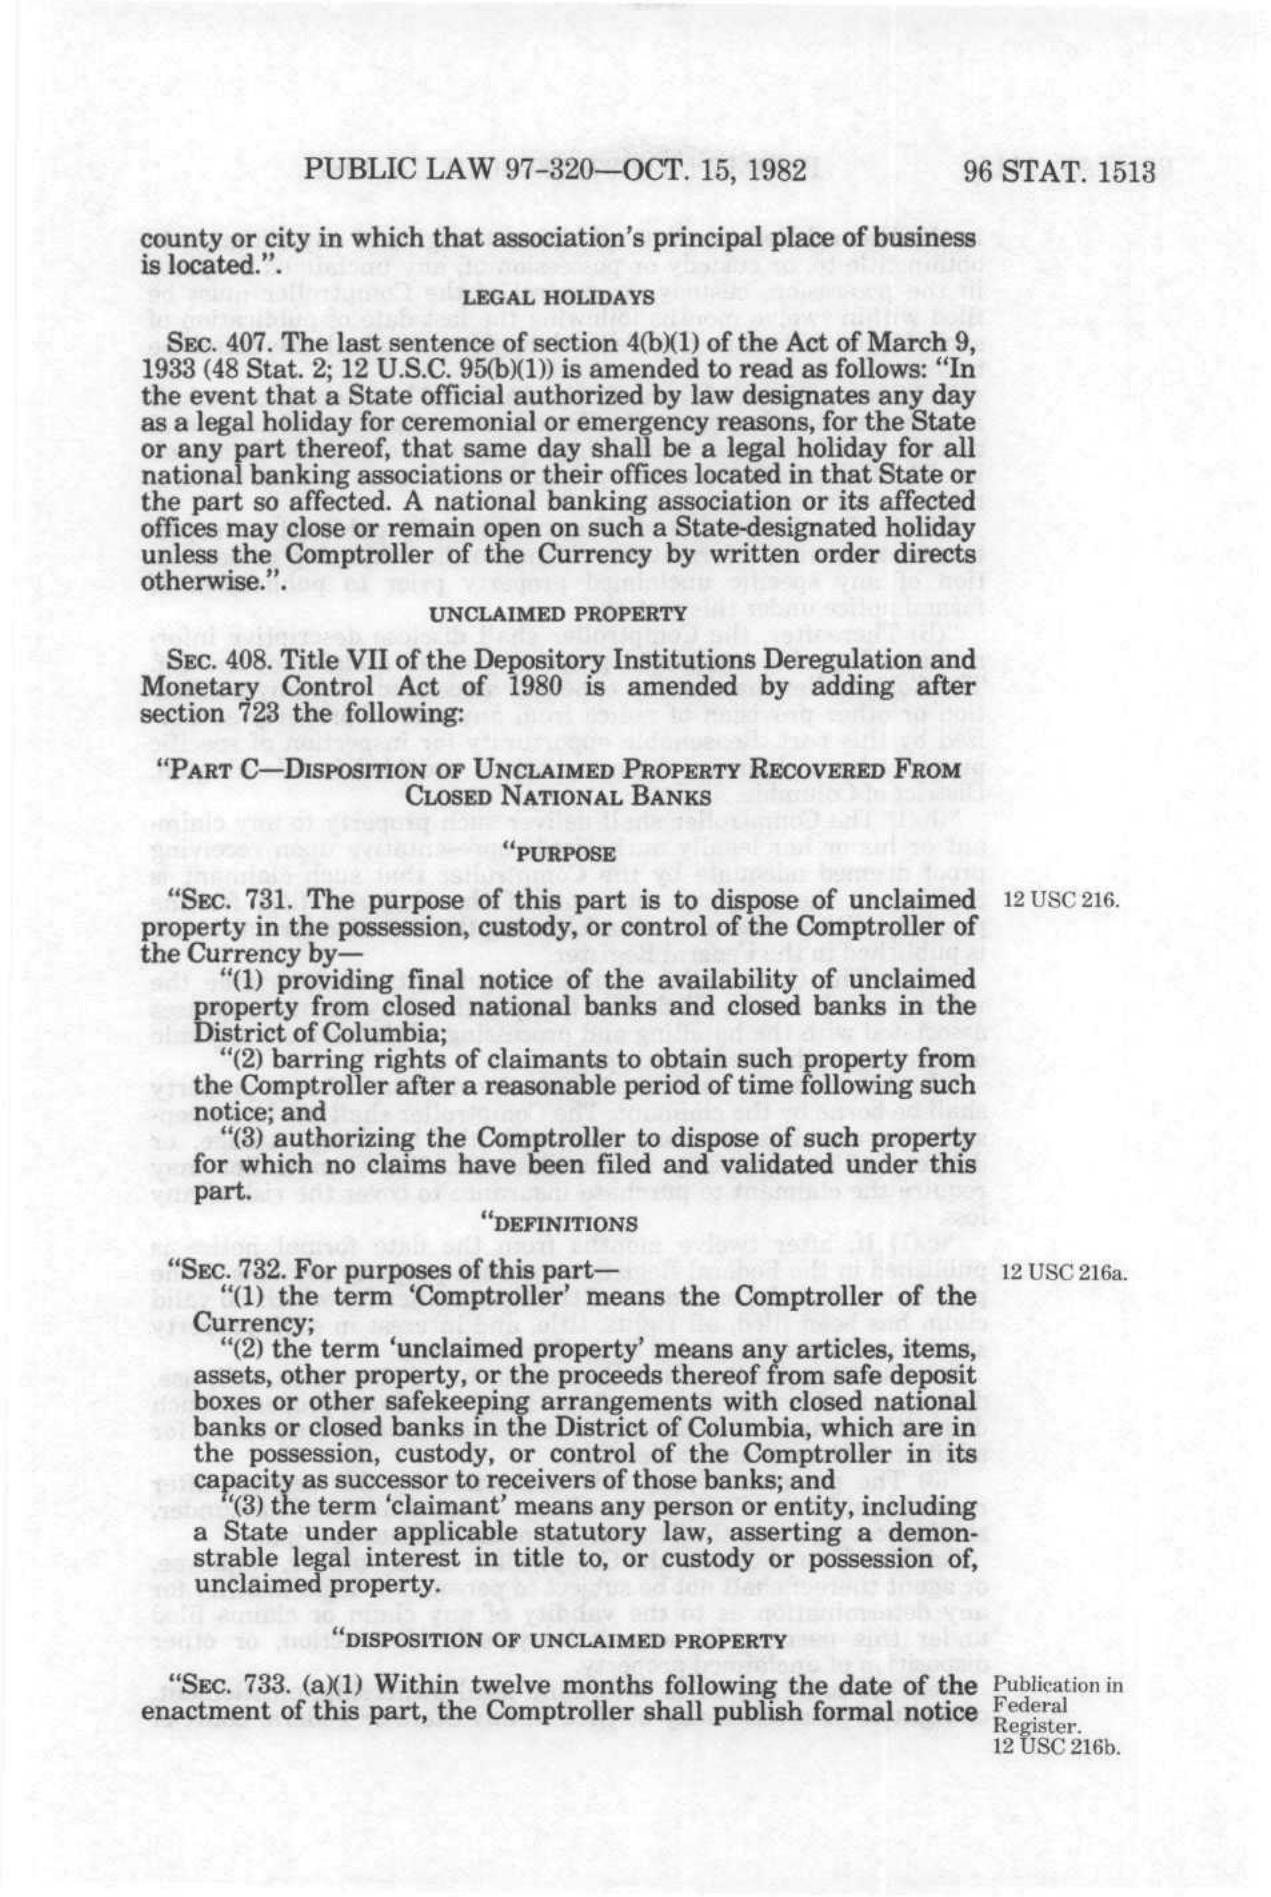 PUBLIC LAW 97-320—OCT. 15, 1982 96 STAT. 1513
county or city in which that association's principal place of business
is located.”.
LEGAL HOLIDAYS
SEC. 407. The last sentence of section 4(b)(1) of the Act of March 9,
1933 (48 Stat. 2; 12 U.S.C. 95(b)(1)) is amended to read as follows: “In
the event that a State official authorized by law designates any day
as a legal holiday for ceremonial or emergency reasons, for the State
or any part thereof, that same day shall be a legal holiday for all
national banking associations or their offices located in that State or
the part so affected. A national banking association or its affected
offices may close or remain open on such a State-designated holiday
unless the Comptroller of the Currency by written order directs
otherwise.”.
UNCLAIMED PROPERTY
SEC. 408. Title VII of the Depository Institutions Deregulation and
Monetary Control Act of 1980 is amended by adding after
section 723 the following:
“PART C—DISPOSITION OF UNCLAIMED PROPERTY RECOVERED FROM
CLOSED NATIONAL BANKS
“PURPOSE
“SEC. 731. The purpose of this part is to dispose of unclaimed 12 USC 216.
property in the possession, custody, or control of the Comptroller of
the Currency by—
“(1) providing final notice of the availability of unclaimed
property from closed national banks and closed banks in the
District of Columbia;
“(2) barring rights of claimants to obtain such property from
the Comptroller after a reasonable period of time following such
notice; and
“(3) authorizing the Comptroller to dispose of such property
for which no claims have been filed and validated under this
part.
“DEFINITIONS
“SEC. 732. For purposes of this part— 12 USC 216a.
“(1) the term ‘Comptroller’ means the Comptroller of the
Currency;
“(2) the term ‘unclaimed property’ means any articles, items,
assets, other property, or the proceeds thereof from safe deposit
boxes or other safekeeping arrangements with closed national
banks or closed banks in the District of Columbia, which are in
the possession, custody, or control of the Comptroller in its
capacity as successor to receivers of those banks; and
“(3) the term ‘claimant’ means any person or entity, including
a State under applicable statutory law, asserting a demon-
strable legal interest in title to, or custody or possession of,
unclaimed property.
“DISPOSITION OF UNCLAIMED PROPERTY
“SEC. 733. (a)(1) Within twelve months following the date of the
enactment of this part, the Comptroller shall publish formal notice
Publication in
Federal
Register.
12 USC 216b.